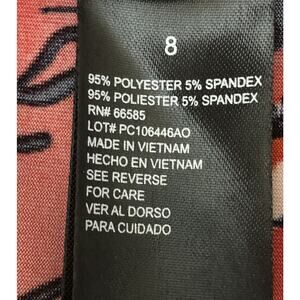 8
95% POLYESTER 5% SPANDEX
95% POLIESTER 5% SPANDEX
RN# 66585
LOT# PC106446AO
MADE IN VIETNAM
HECHO EN VIETNAM
SEE REVERSE
FOR CARE
VER AL DORSO
PARA CUIDADO